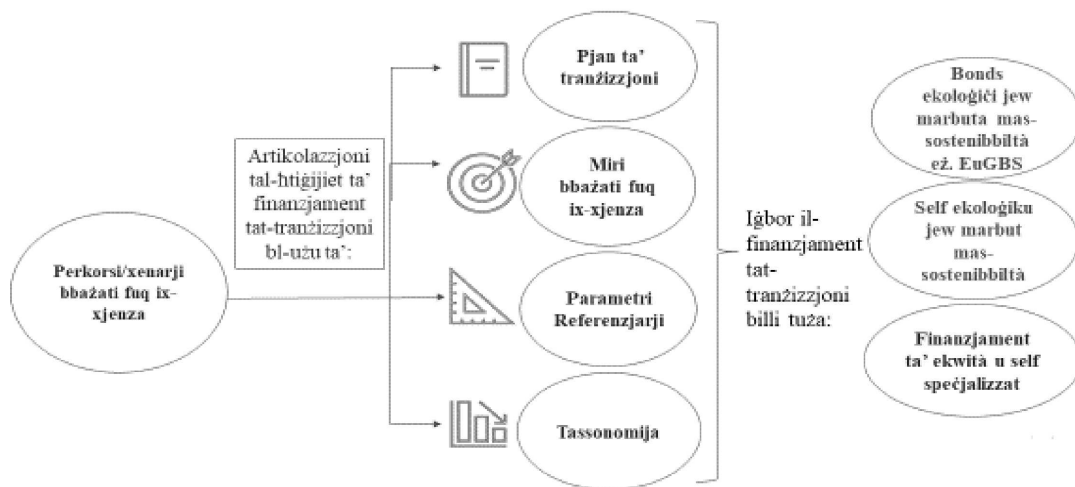 Perkorsi/xenarji
bbażati fuq ix-
xjenza
Artikolazzjoni
tal-ħtiġijiet ta'
finanzjament
tat-tranżizzjoni
bl-użu ta':
Pjan ta'
tranżizzjoni
Miri
bbażati fuq
ix-xjenza
Parametri
Referenzjarji
Tassonomija
Iġbor il-
finanzjament
tat-
tranżizzjoni
billi tuża:
Bonds
ekoloġiċi jew
marbuta mas-
sostenibbiltà
eż. EuGBS
Self ekoloġiku
jew marbut
mas-
sostenibbiltà
Finanzjament
ta' ekwità u self
speċjalizzat